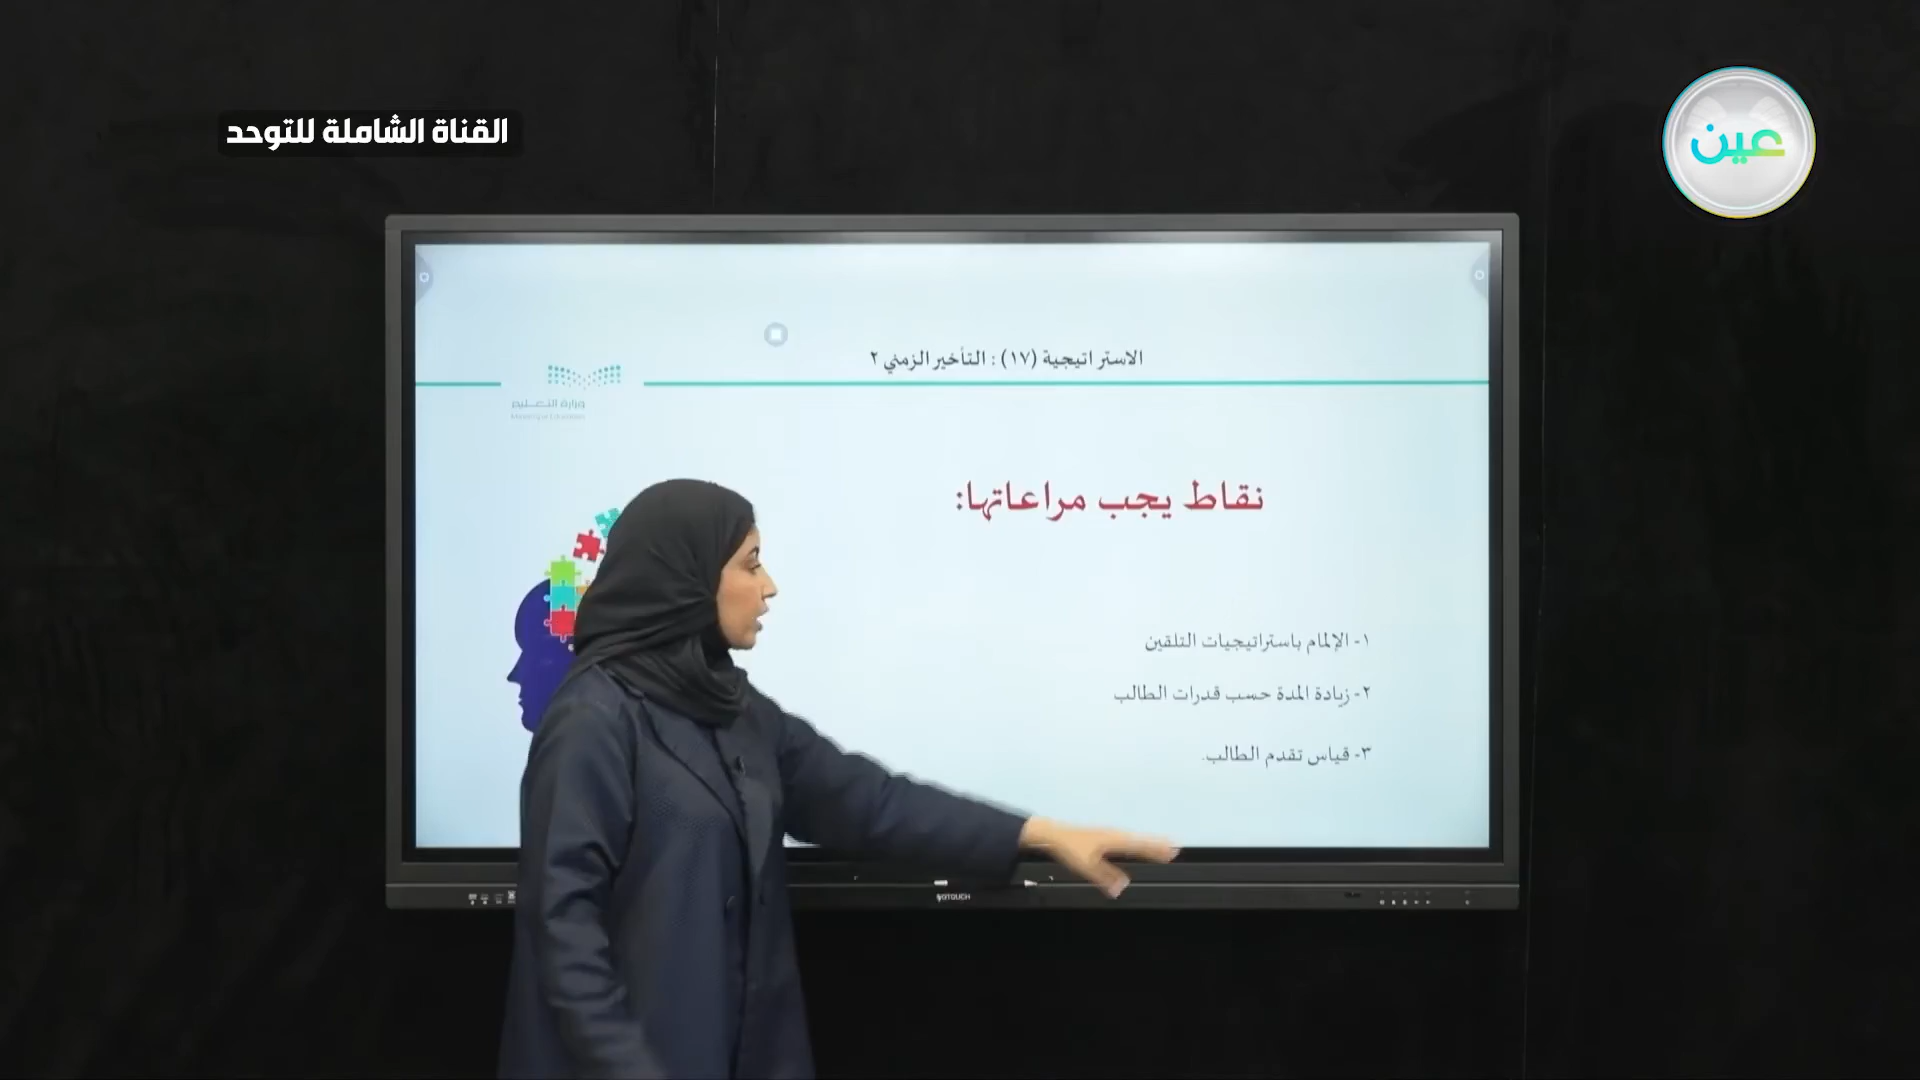 القناة الشاملة للتوحد
عين
الاستراتيجية (١٧) : التأخير الزمني ٢
وزارة التعليم
نقاط يجب مراعاتها:
١- الإلمام باستراتيجيات التلقين
٢- زيادة المدة حسب قدرات الطالب
٣- قياس تقدم الطالب.